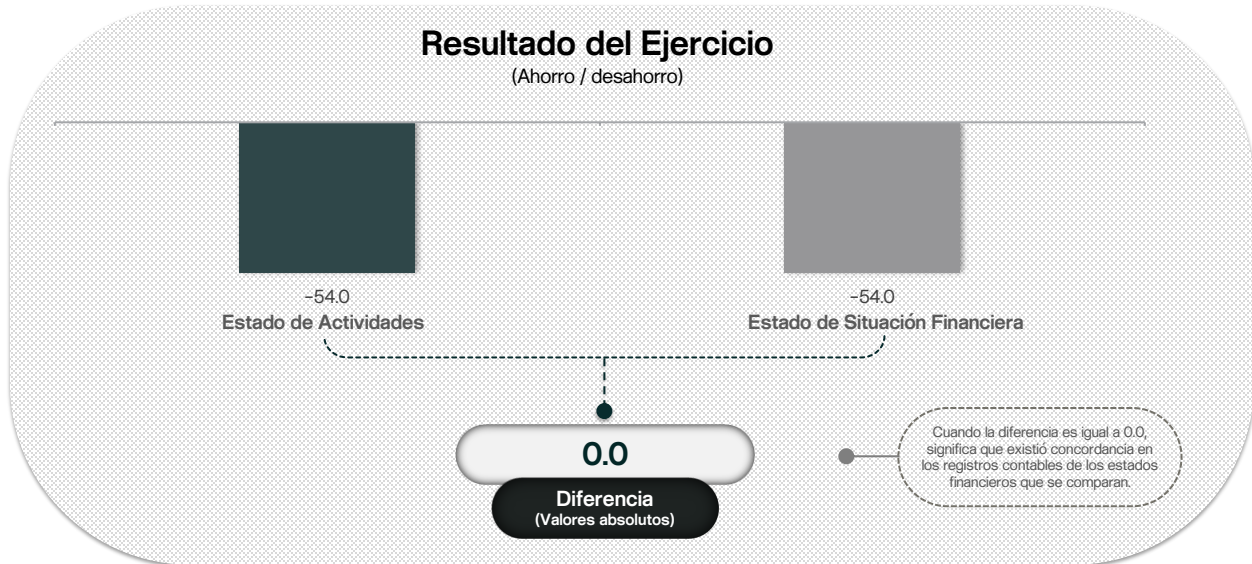 Resultado del Ejercicio
(Ahorro / desahorro)
-54.0
Estado de Actividades
-54.0
Estado de Situación Financiera
0.0
Diferencia
(Valores absolutos)
Cuando la diferencia es igual a 0.0,
significa que existió concordancia en
los registros contables de los estados
financieros que se comparan.